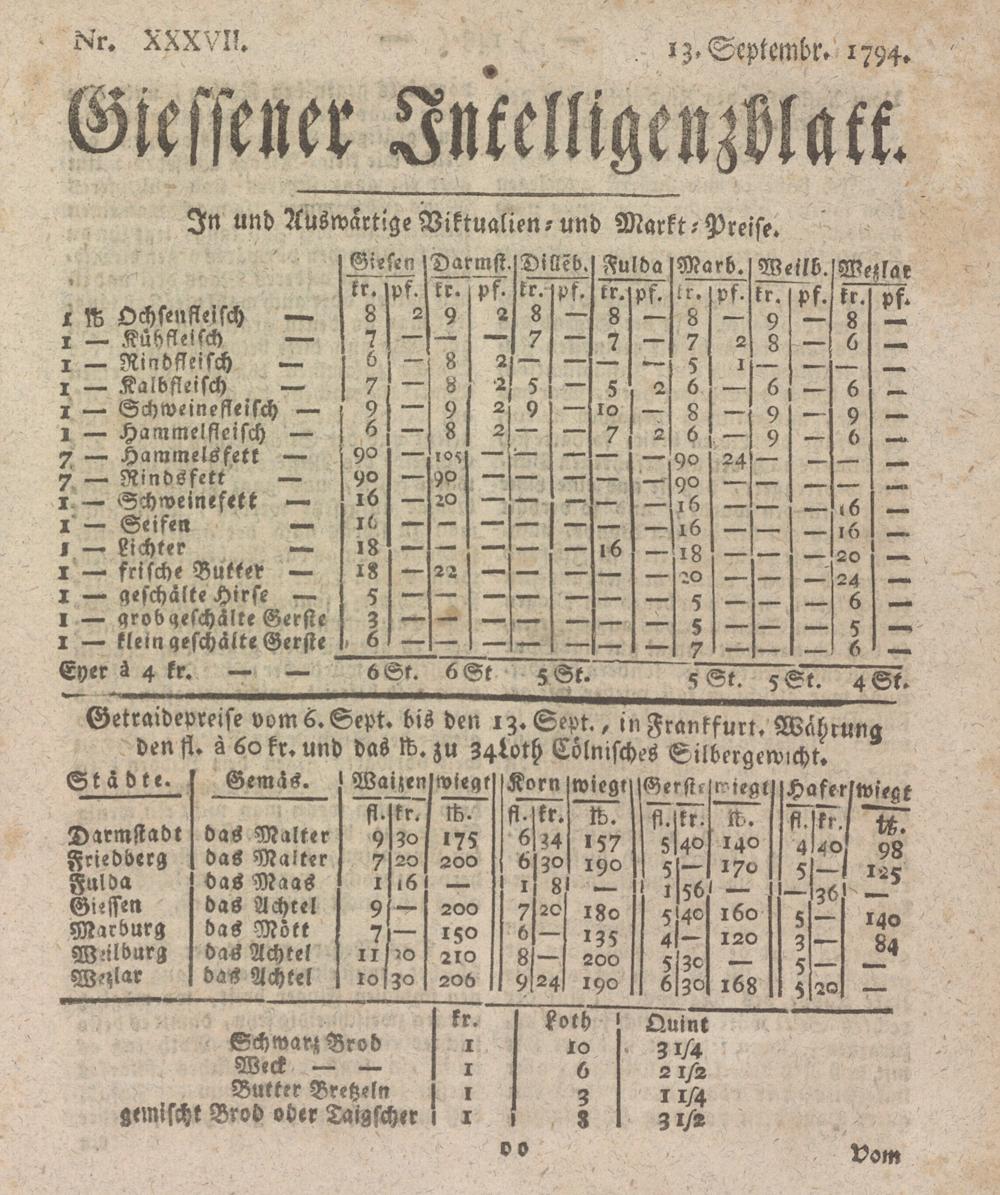 Nr. XXXVII. 13. Septembr. 1794.
Giessener Intelligenzblatt.
In und Auswärtige Viktualien- und Markt-Preise.
Giesen Darmst. Dillēb. Fulda Marb. Weilb. Wezlar
kr. pf. kr. pf. kr. pf. kr. pf. kr. pf. kr. pf. kr. pf.
1 ℔ Ochsenfleisch — 8 2 9 2 8 — 8 — 8 — 9 — 8 —
1 — Kühfleisch — 7 — — — 7 — 7 — 7 2 8 — 6 —
1 — Rindfleisch — 6 — 8 2 — — — — 5 1 — — — —
1 — Kalbfleisch — 7 — 8 2 5 — 5 2 6 — 6 — 6 —
1 — Schweinefleisch — 9 — 9 2 9 — 10 — 8 — 9 — 9 —
1 — Hammelfleisch — 6 — 8 2 — — 7 2 6 — 9 — 6 —
7 — Hammelsfett — 90 — 105 — — — — — 90 24 — — — —
7 — Rindsfett — 90 — 90 — — — — — 90 — — — — —
1 — Schweinefett — 16 — 20 — — — — — 16 — — — 16 —
1 — Seifen — 16 — — — — — — — 16 — — — 16 —
1 — Lichter — 18 — — — — — 16 — 18 — — — 20 —
1 — frische Butter — 18 — 22 — — — — — 20 — — — 24 —
1 — geschälte Hirse — 5 — — — — — — — 5 — — — 6 —
1 — grob geschälte Gerste 3 — — — — — — — 5 — — — 5 —
1 — klein geschälte Gerste 6 — — — — — — — 7 — — — 6 —
Eyer à 4 kr. — — 6 St. 6 St 5 St. 5 St. 5 St. 4 St.
Getraidepreise vom 6. Sept. bis den 13. Sept., in Frankfurt. Währung
den fl. à 60 kr. und das ℔. zu 34 Loth Cölnisches Silbergewicht.
Städte. Gemäs. Waizen wiegt Korn wiegt Gerste wiegt Hafer wiegt
fl. kr. ℔. fl. kr. ℔. fl. kr. ℔. fl. kr. ℔.
Darmstadt das Malter 9 30 175 6 34 157 5 40 140 4 40 98
Friedberg das Malter 7 20 200 6 30 190 5 — 170 5 — 125
Fulda das Maas 1 16 — 1 8 — 1 56 — — 36 —
Giessen das Achtel 9 — 200 7 20 180 5 40 160 5 — 140
Marburg das Mött 7 — 150 6 — 135 4 — 120 3 — 84
Weilburg das Achtel 11 20 210 8 — 200 5 30 — 5 — —
Wezlar das Achtel 10 30 206 9 24 190 6 30 168 5 20 —
kr. Loth Quint
Schwarz Brod 1 10 3 1/4
Weck — — 1 6 2 1/2
Butter Bretzeln 1 3 1 1/4
gemischt Brod oder Taigscher 1 8 3 1/2
oo Vom